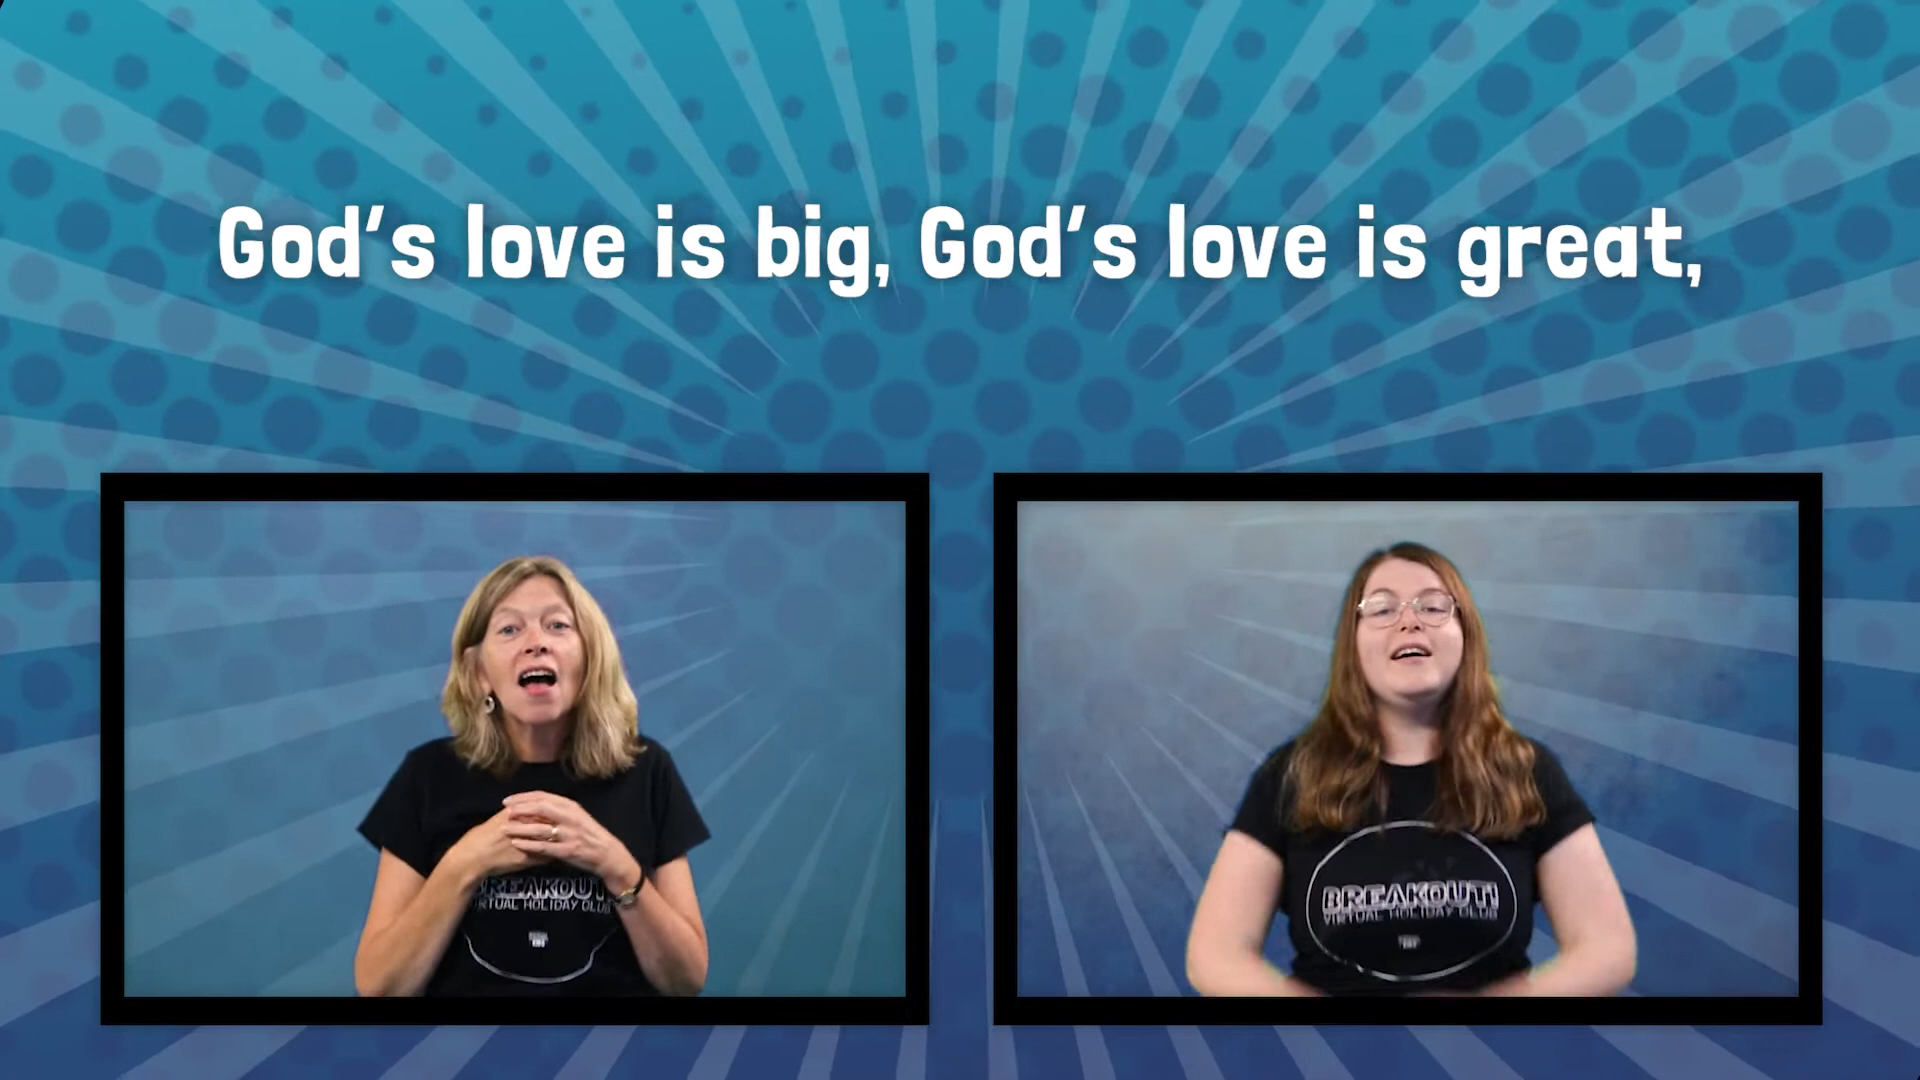 God's love is big, God's love is great,
BREAKOUT!
VIRTUAL HOLIDAY CLUB
BREAKOUT!
VIRTUAL HOLIDAY CLUB